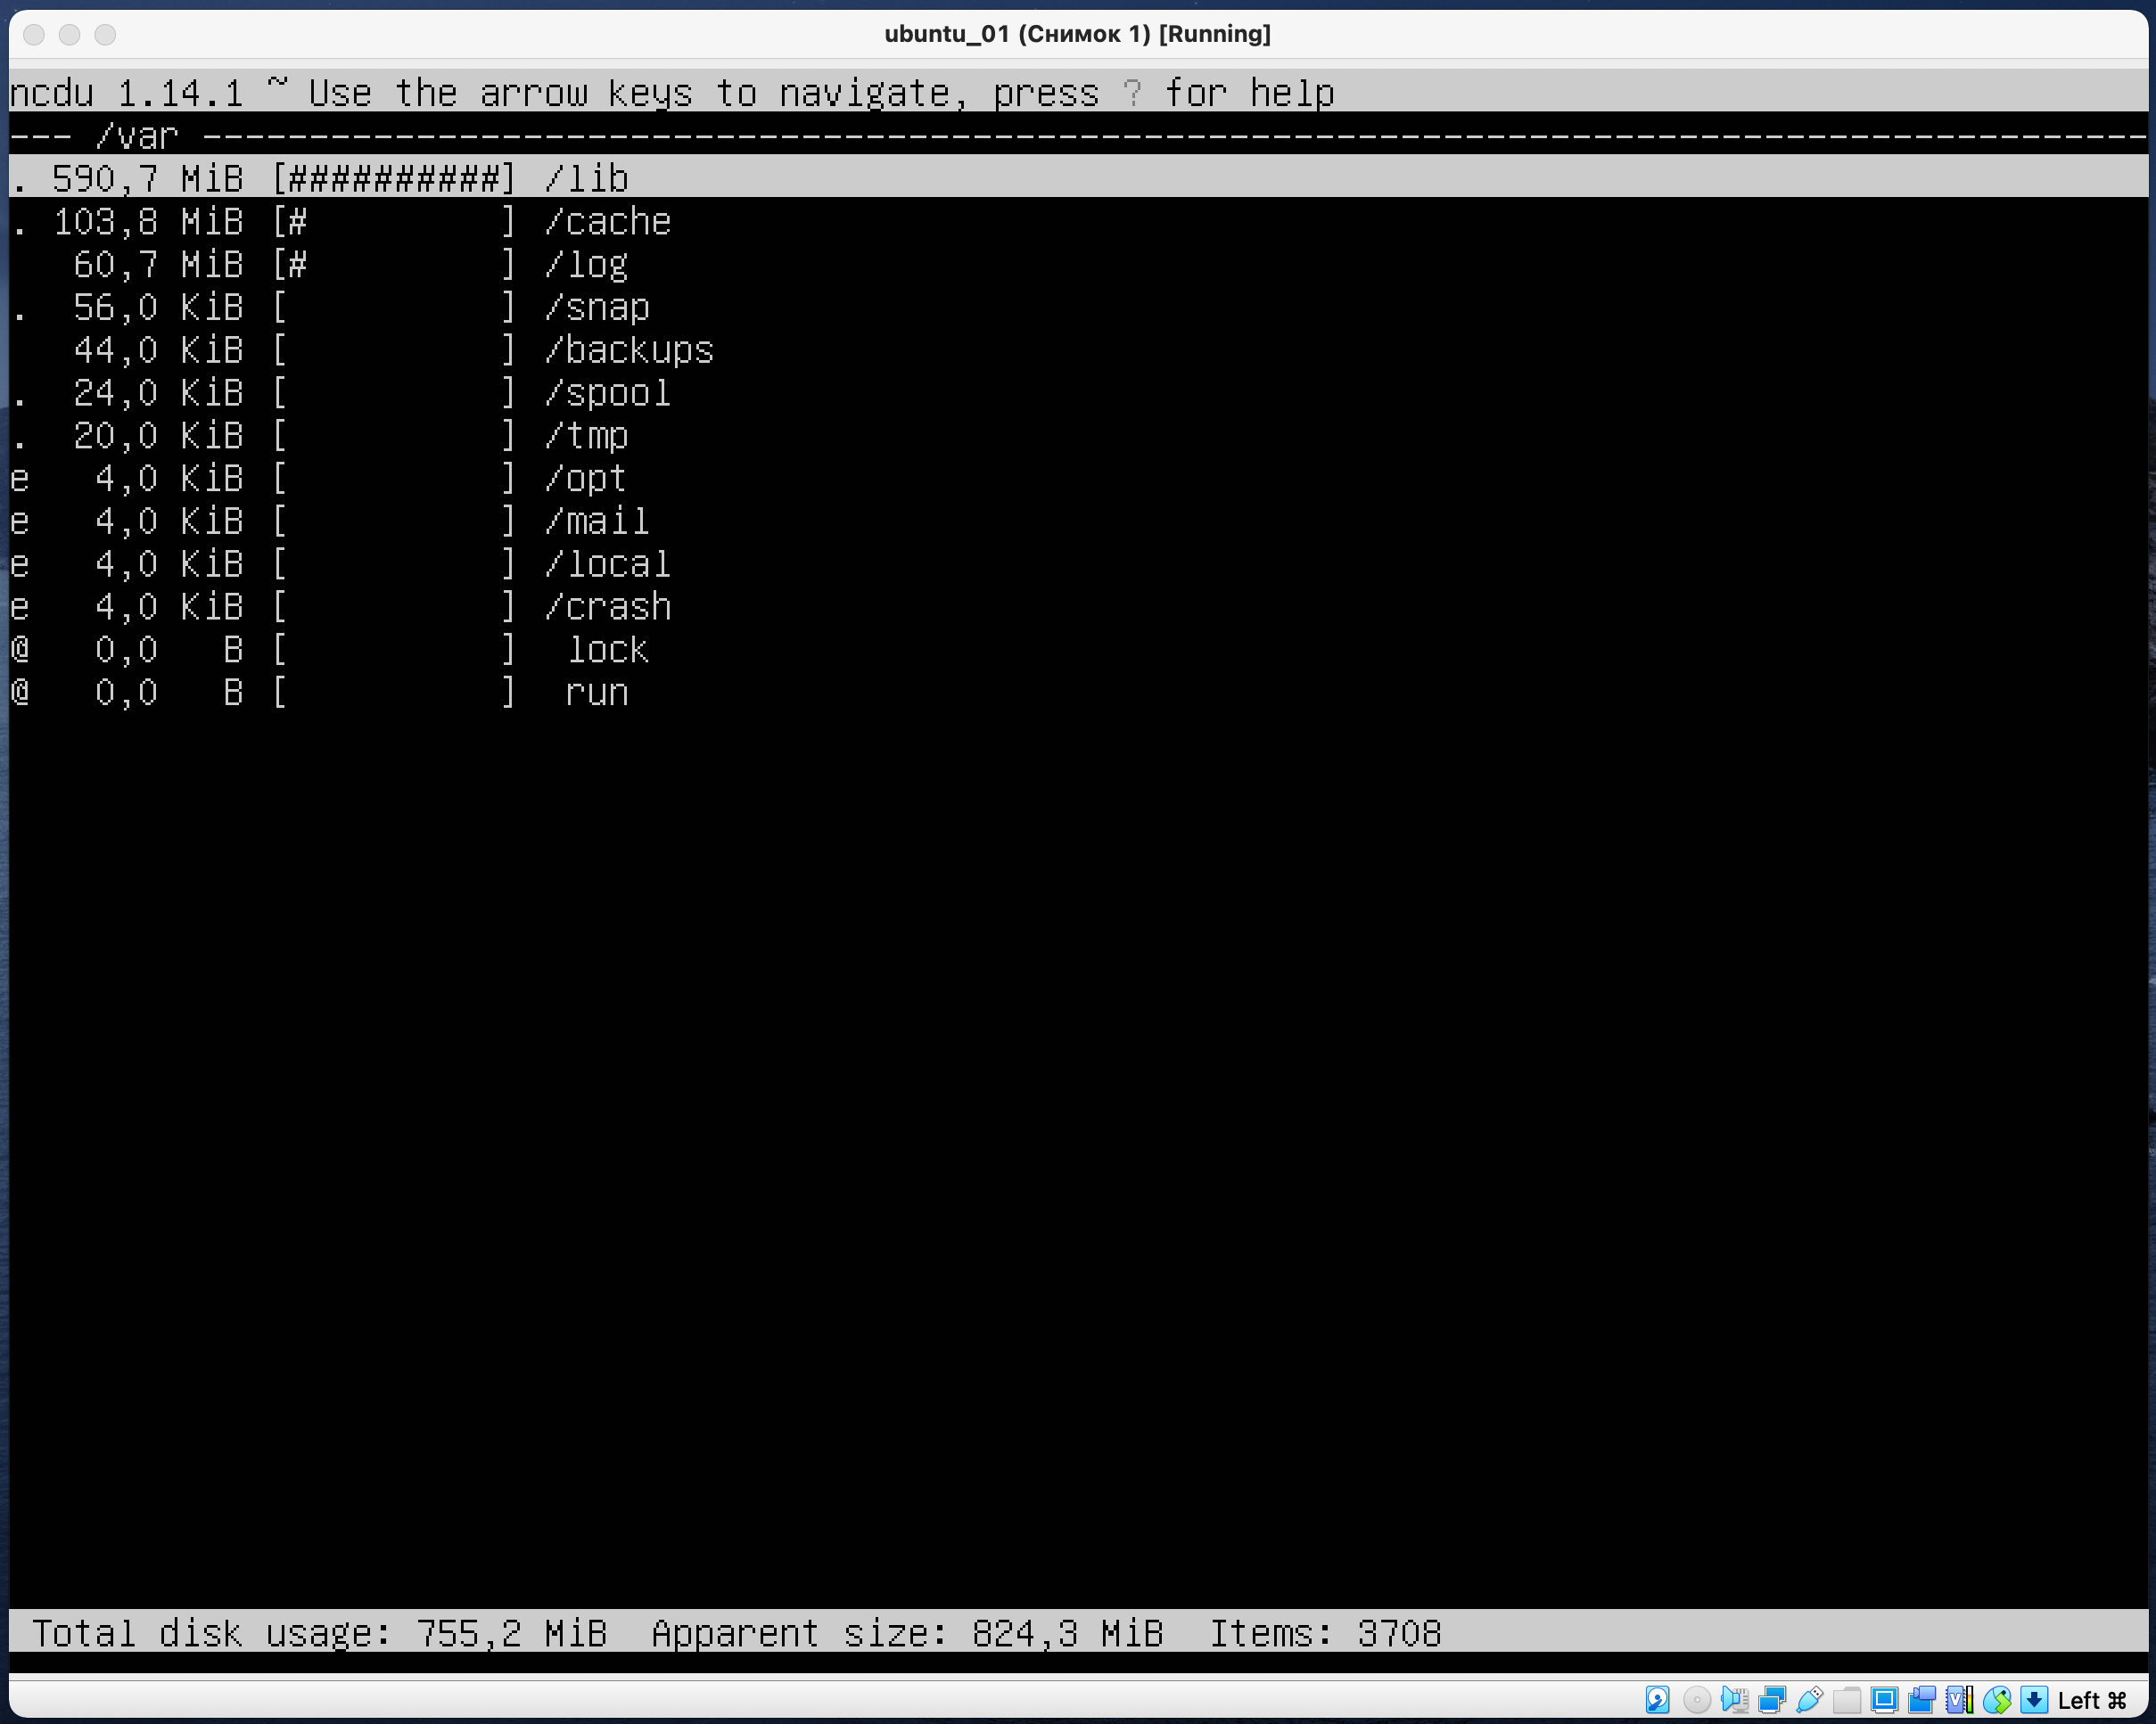 ubuntu_01 (Снимок 1) [Running]
ncdu 1.14.1 ~ Use the arrow keys to navigate, press ? for help
--- /var -------------------------------------------------------------------------------------------
. 590,7 MiB [##########] /lib
. 103,8 MiB [#         ] /cache
   60,7 MiB [#         ] /log
.  56,0 KiB [          ] /snap
   44,0 KiB [          ] /backups
.  24,0 KiB [          ] /spool
.  20,0 KiB [          ] /tmp
e   4,0 KiB [          ] /opt
e   4,0 KiB [          ] /mail
e   4,0 KiB [          ] /local
e   4,0 KiB [          ] /crash
@   0,0   B [          ]  lock
@   0,0   B [          ]  run
Total disk usage: 755,2 MiB  Apparent size: 824,3 MiB  Items: 3708
Left ⌘